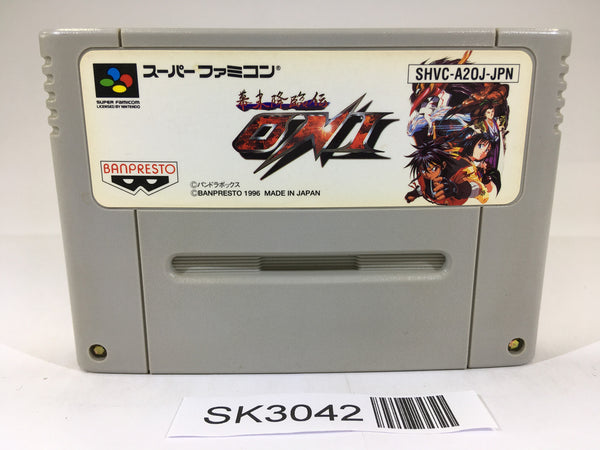 スーパーファミコン
SHVC-A2OJ-JPN
SUPER FAMICOM
LICENSED BY NINTENDO
幕末降臨伝
ONI
BANPRESTO
©パンドラボックス
©BANPRESTO 1996 MADE IN JAPAN
SK3042